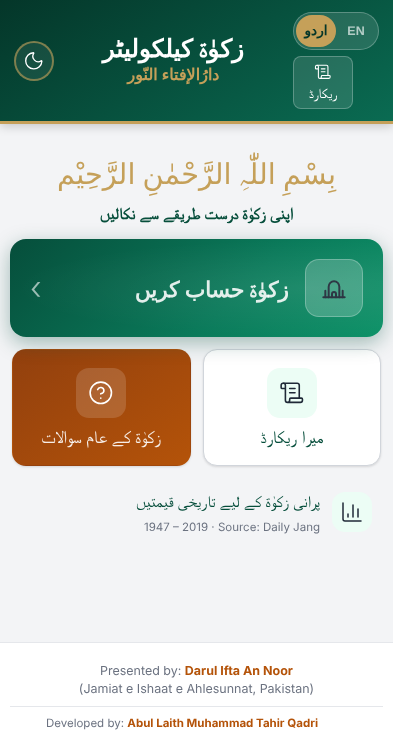 اردو
EN
زکوٰۃ کیلکولیٹر
دارُالإفتاء النّور
ریکارڈ
بِسْمِ اللّٰہِ الرَّحْمٰنِ الرَّحِیْمِ
اپنی زکوٰۃ درست طریقے سے نکالیں
زکوٰۃ حساب کریں
میرا ریکارڈ
زکوٰۃ کے عام سوالات
پرانی زکوٰۃ کے لیے تاریخی قیمتیں
1947 – 2019 · Source: Daily Jang
Presented by: Darul Ifta An Noor
(Jamiat e Ishaat e Ahlesunnat, Pakistan)
Developed by: Abul Laith Muhammad Tahir Qadri